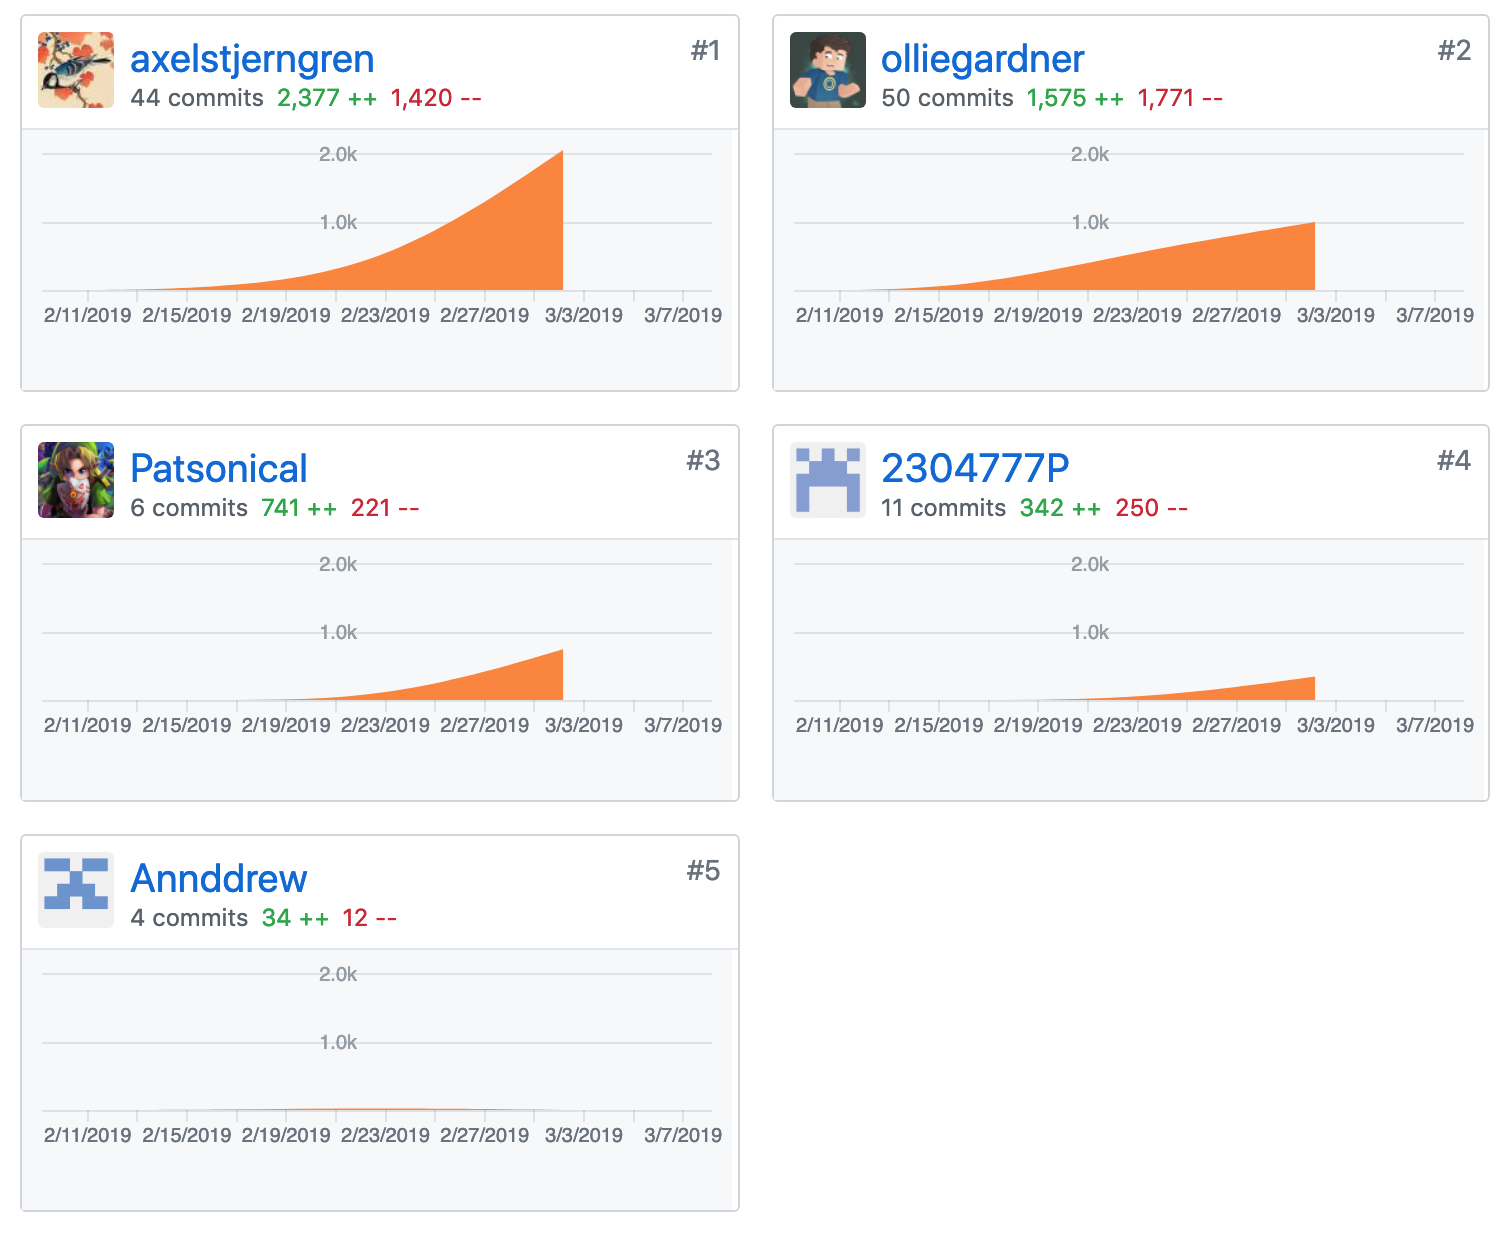 axelstjerngren #1
44 commits 2,377 ++ 1,420 --
2.0k
1.0k
2/11/2019 2/15/2019 2/19/2019 2/23/2019 2/27/2019 3/3/2019 3/7/2019
olliegardner #2
50 commits 1,575 ++ 1,771 --
2.0k
1.0k
2/11/2019 2/15/2019 2/19/2019 2/23/2019 2/27/2019 3/3/2019 3/7/2019
Patsonical #3
6 commits 741 ++ 221 --
2.0k
1.0k
2/11/2019 2/15/2019 2/19/2019 2/23/2019 2/27/2019 3/3/2019 3/7/2019
2304777P #4
11 commits 342 ++ 250 --
2.0k
1.0k
2/11/2019 2/15/2019 2/19/2019 2/23/2019 2/27/2019 3/3/2019 3/7/2019
Annddrew #5
4 commits 34 ++ 12 --
2.0k
1.0k
2/11/2019 2/15/2019 2/19/2019 2/23/2019 2/27/2019 3/3/2019 3/7/2019